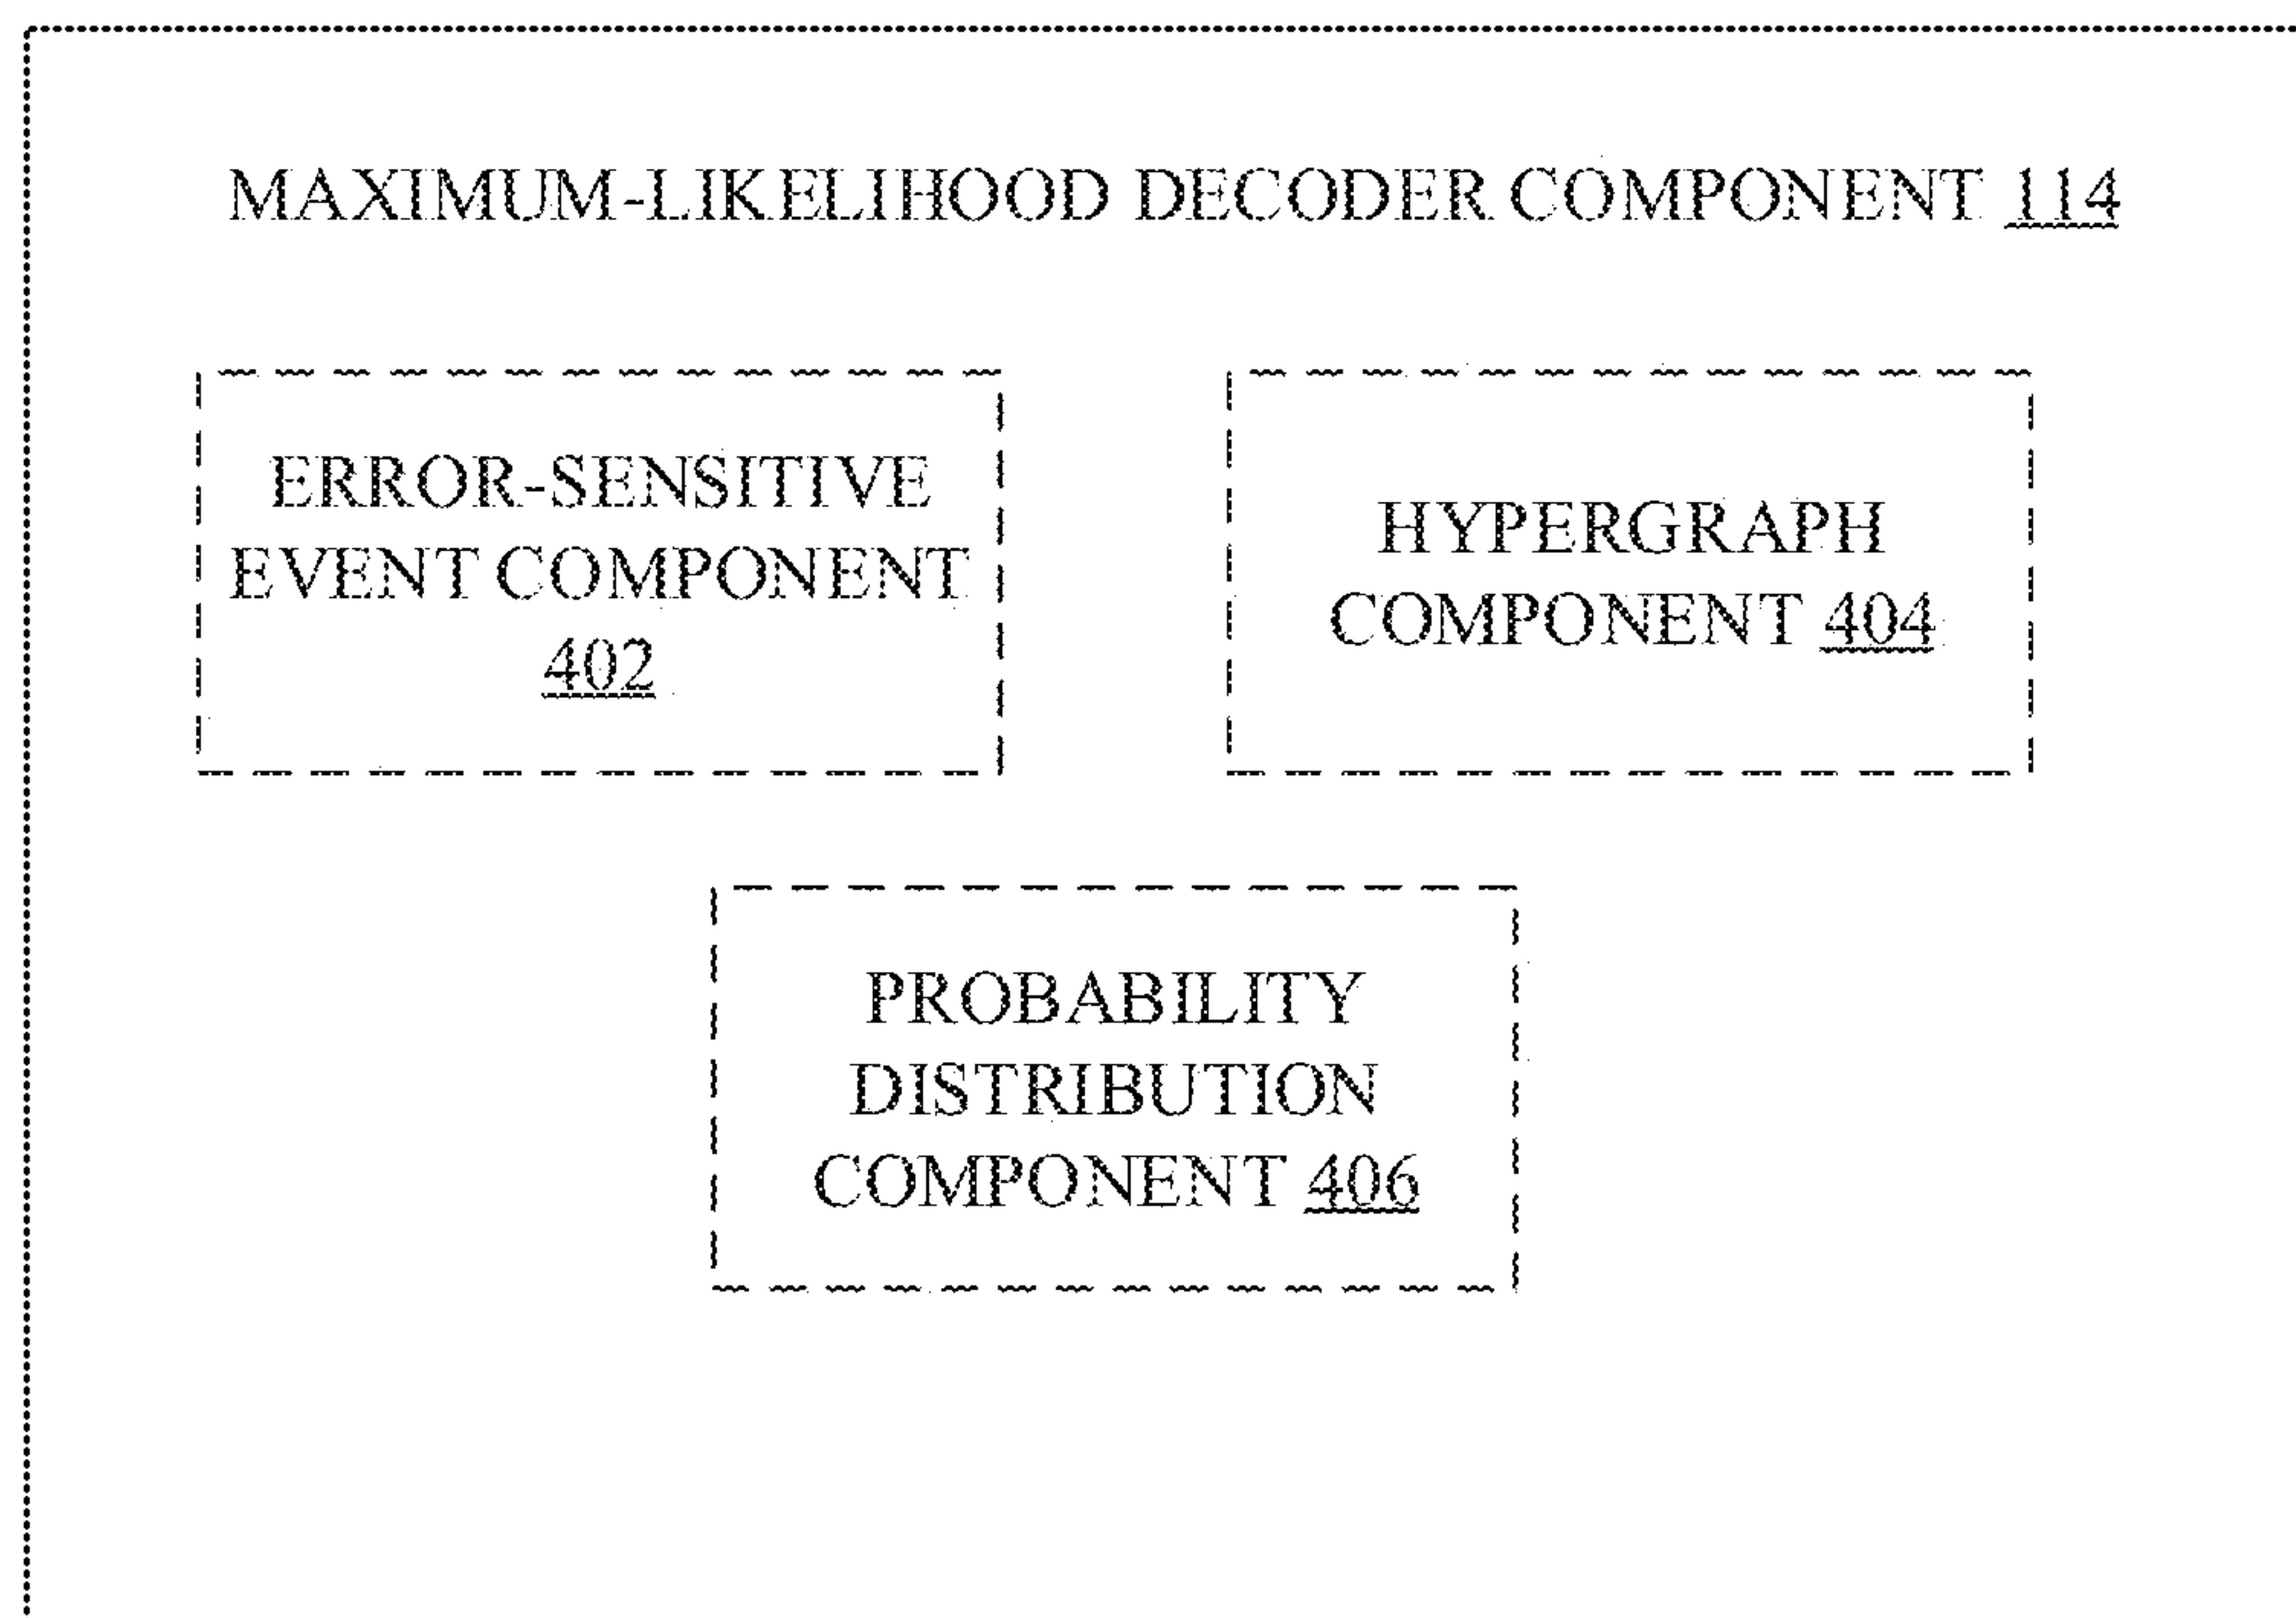 MAXIMUM-LIKELIHOOD DECODER COMPONENT 114
ERROR-SENSITIVE
EVENT COMPONENT
402
HYPERGRAPH
COMPONENT 404
PROBABILITY
DISTRIBUTION
COMPONENT 406